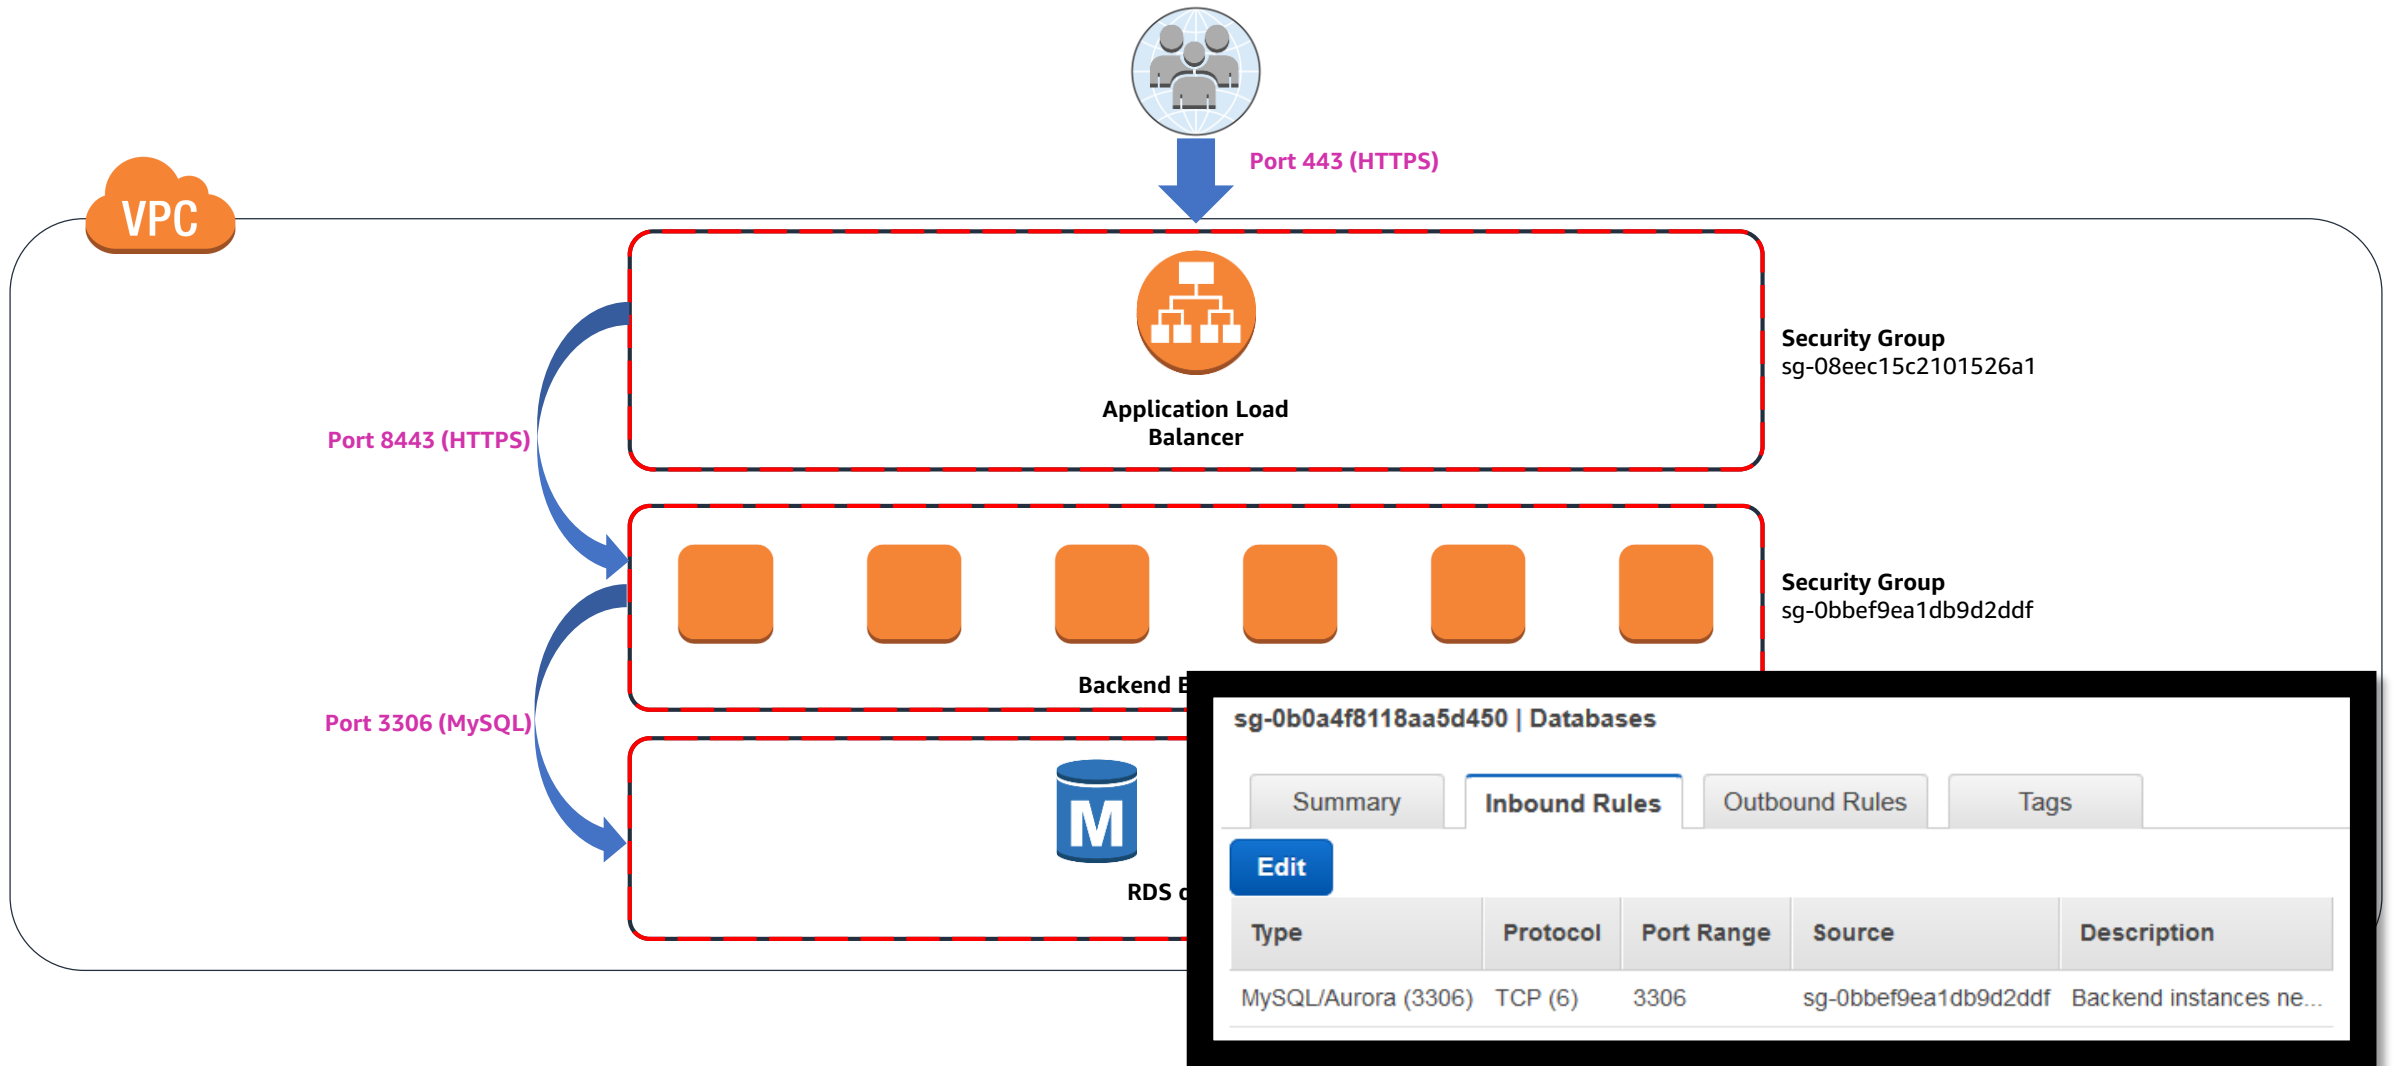 Port 443 (HTTPS)
VPC
Security Group
sg-08eec15c2101526a1
Application Load
Balancer
Port 8443 (HTTPS)
Security Group
sg-0bbef9ea1db9d2ddf
Backend
Port 3306 (MySQL)
RDS
M
sg-0b0a4f8118aa5d450 | Databases
Summary
Inbound Rules
Outbound Rules
Tags
Edit
Type Protocol Port Range Source Description
MySQL/Aurora (3306) TCP (6) 3306 sg-0bbef9ea1db9d2ddf Backend instances ne...